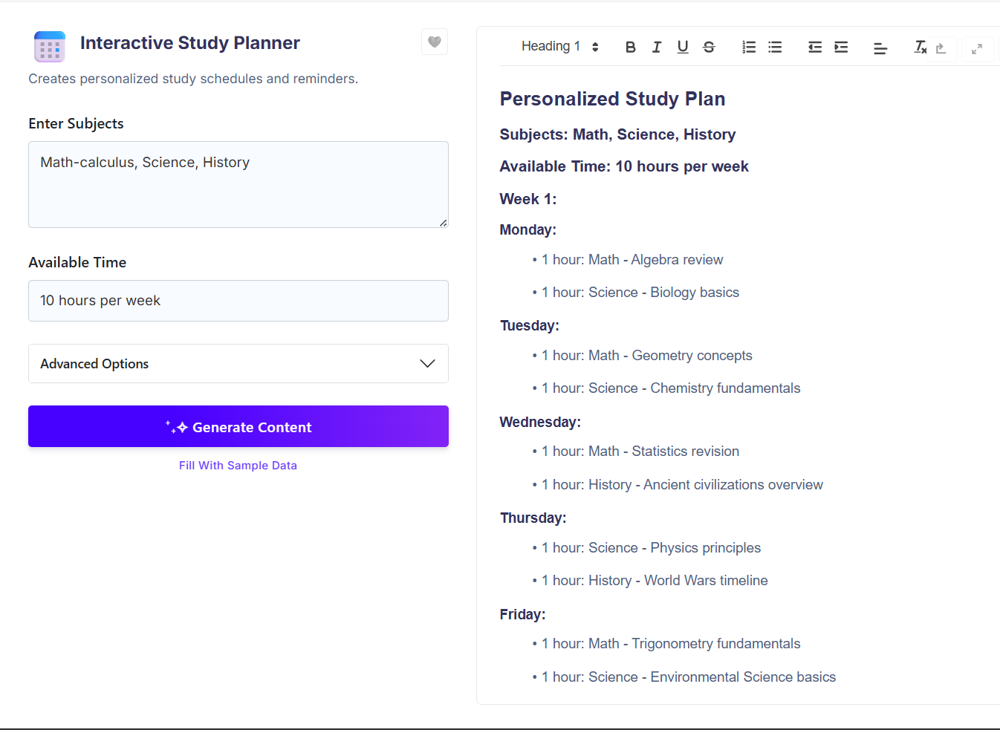 Interactive Study Planner
Creates personalized study schedules and reminders.
Enter Subjects
Math-calculus, Science, History
Available Time
10 hours per week
Advanced Options
Generate Content
Fill With Sample Data
Heading 1
Personalized Study Plan
Subjects: Math, Science, History
Available Time: 10 hours per week
Week 1:
Monday:
• 1 hour: Math - Algebra review
• 1 hour: Science - Biology basics
Tuesday:
• 1 hour: Math - Geometry concepts
• 1 hour: Science - Chemistry fundamentals
Wednesday:
• 1 hour: Math - Statistics revision
• 1 hour: History - Ancient civilizations overview
Thursday:
• 1 hour: Science - Physics principles
• 1 hour: History - World Wars timeline
Friday:
• 1 hour: Math - Trigonometry fundamentals
• 1 hour: Science - Environmental Science basics